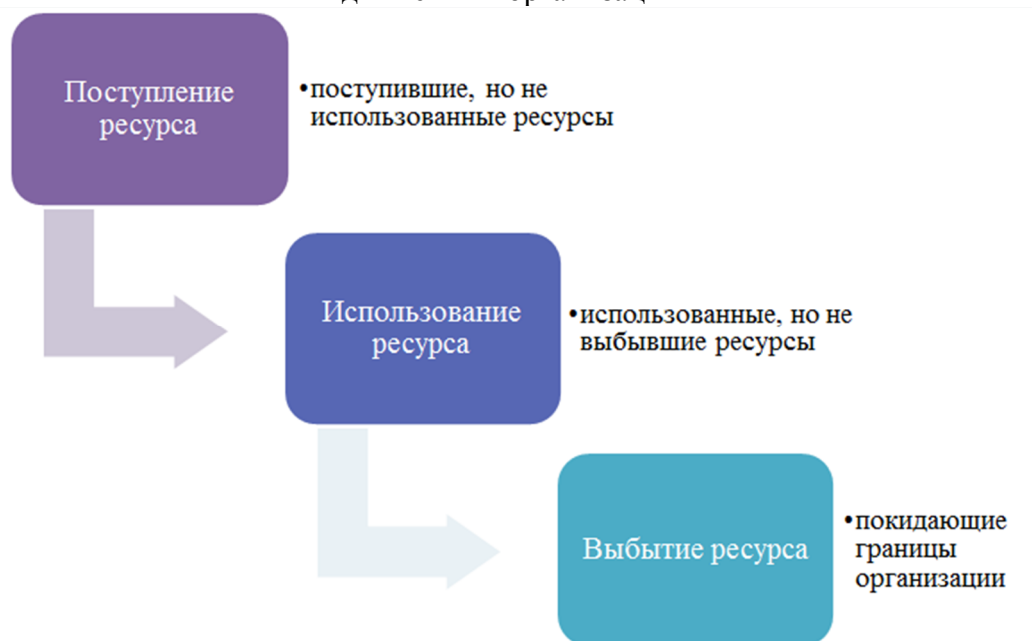 Поступление
ресурса
•поступившие, но не
использованные ресурсы
Использование
ресурса
•использованные, но не
выбывшие ресурсы
Выбытие ресурса
•покидающие
границы
организации